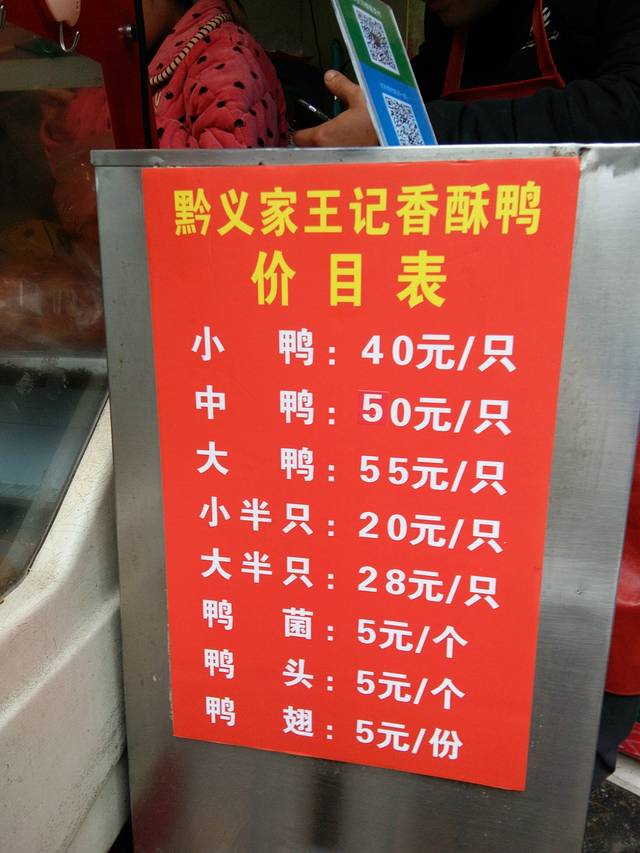 黔义家王记香酥鸭
价目表
小鸭：40元/只
中鸭：50元/只
大鸭：55元/只
小半只：20元/只
大半只：28元/只
鸭菌：5元/个
鸭头：5元/个
鸭翅：5元/份